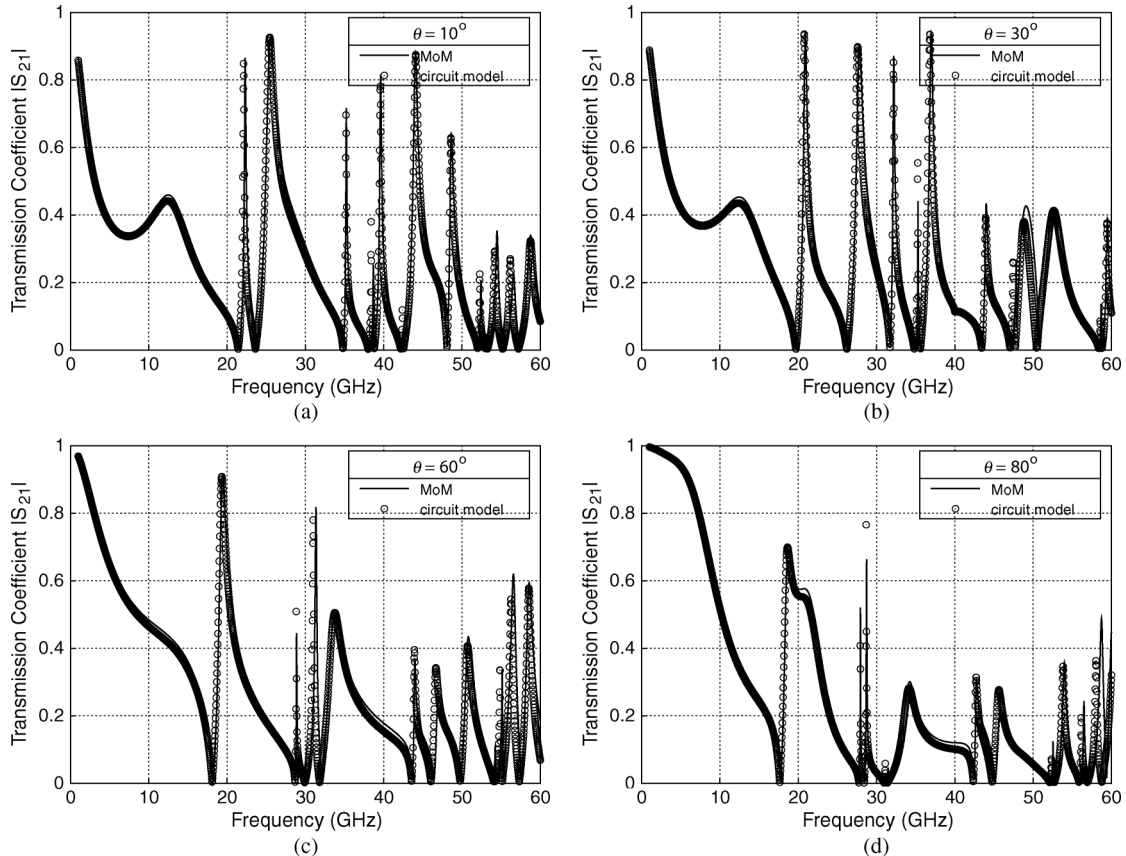 θ = 10°
MoM
circuit model
Transmission Coefficient |S21|
1
0.8
0.6
0.4
0.2
0
0 10 20 30 40 50 60
Frequency (GHz)
(a)
θ = 30°
MoM
circuit model
Transmission Coefficient |S21|
1
0.8
0.6
0.4
0.2
0
0 10 20 30 40 50 60
Frequency (GHz)
(b)
θ = 60°
MoM
circuit model
Transmission Coefficient |S21|
1
0.8
0.6
0.4
0.2
0
0 10 20 30 40 50 60
Frequency (GHz)
(c)
θ = 80°
MoM
circuit model
Transmission Coefficient |S21|
1
0.8
0.6
0.4
0.2
0
0 10 20 30 40 50 60
Frequency (GHz)
(d)